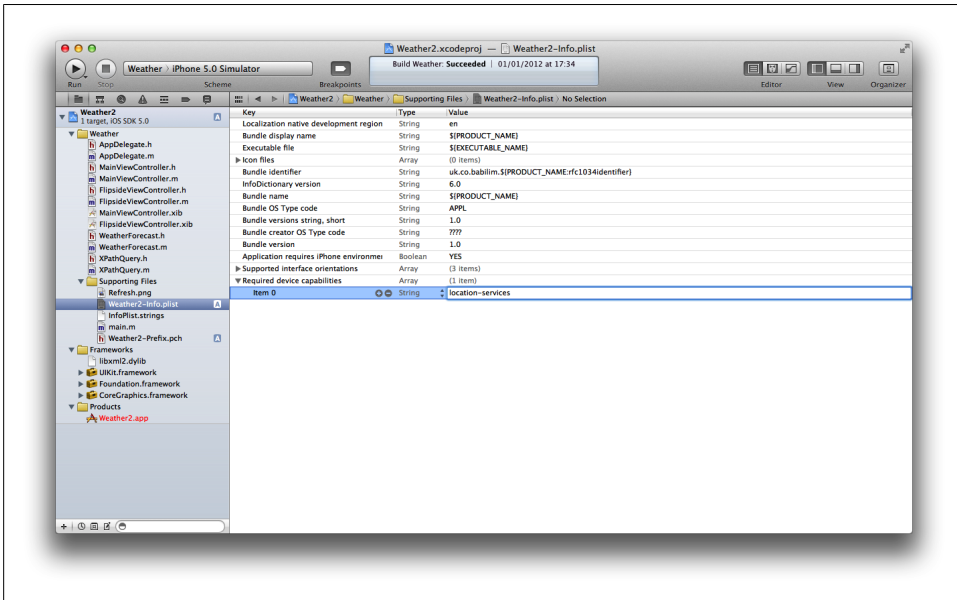 Weather2.xcodeproj — Weather2-Info.plist
Weather › iPhone 5.0 Simulator
Build Weather: Succeeded | 01/01/2012 at 17:34
Run Stop Scheme Breakpoints Editor View Organizer
Weather2 › Weather › Supporting Files › Weather2-Info.plist › No Selection
Weather2 A
1 target, iOS SDK 5.0
Weather
h AppDelegate.h
m AppDelegate.m
h MainViewController.h
m MainViewController.m
h FlipsideViewController.h
m FlipsideViewController.m
MainViewController.xib
FlipsideViewController.xib
h WeatherForecast.h
m WeatherForecast.m
h XPathQuery.h
m XPathQuery.m
Supporting Files
Refresh.png
Weather2-Info.plist A
InfoPlist.strings
m main.m
h Weather2-Prefix.pch A
Frameworks
libxml2.dylib
UIKit.framework
Foundation.framework
CoreGraphics.framework
Products
Weather2.app
Key Type Value
Localization native development region String en
Bundle display name String ${PRODUCT_NAME}
Executable file String ${EXECUTABLE_NAME}
Icon files Array (0 items)
Bundle identifier String uk.co.babilim.${PRODUCT_NAME:rfc1034identifier}
InfoDictionary version String 6.0
Bundle name String ${PRODUCT_NAME}
Bundle OS Type code String APPL
Bundle versions string, short String 1.0
Bundle creator OS Type code String ????
Bundle version String 1.0
Application requires iPhone environmen Boolean YES
Supported interface orientations Array (3 items)
Required device capabilities Array (1 item)
Item 0 String location-services